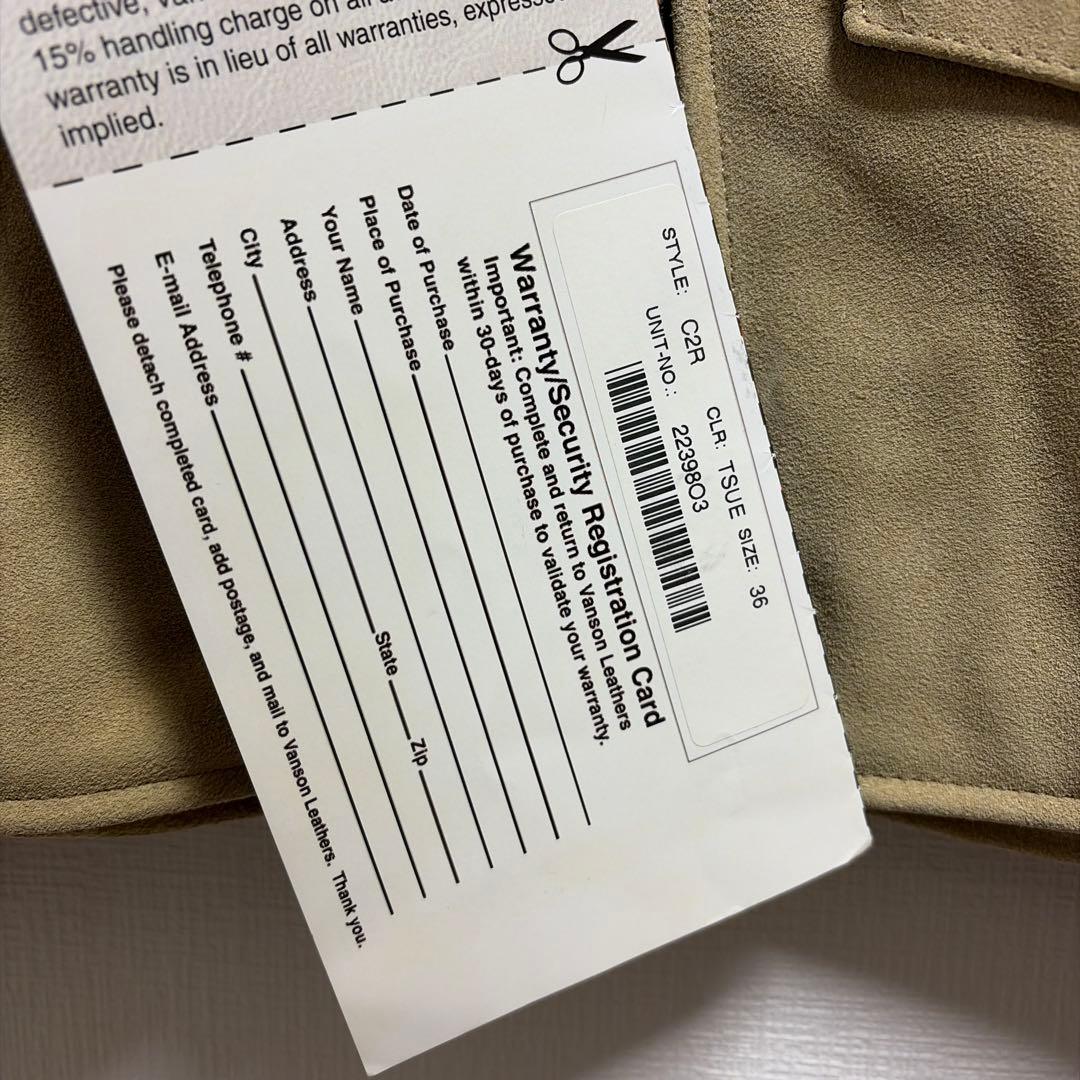 defective,
15% handling charge on all
warranty is in lieu of all warranties, expressed
implied.
STYLE: C2R CLR: TSUE SIZE: 36
UNIT-NO.: 2239803
Warranty/Security Registration Card
Important: Complete and return to Vanson Leathers
within 30-days of purchase to validate your warranty.
Date of Purchase
Place of Purchase
Your Name
Address
City State Zip
Telephone #
E-mail Address
Please detach completed card, add postage, and mail to Vanson Leathers. Thank you.